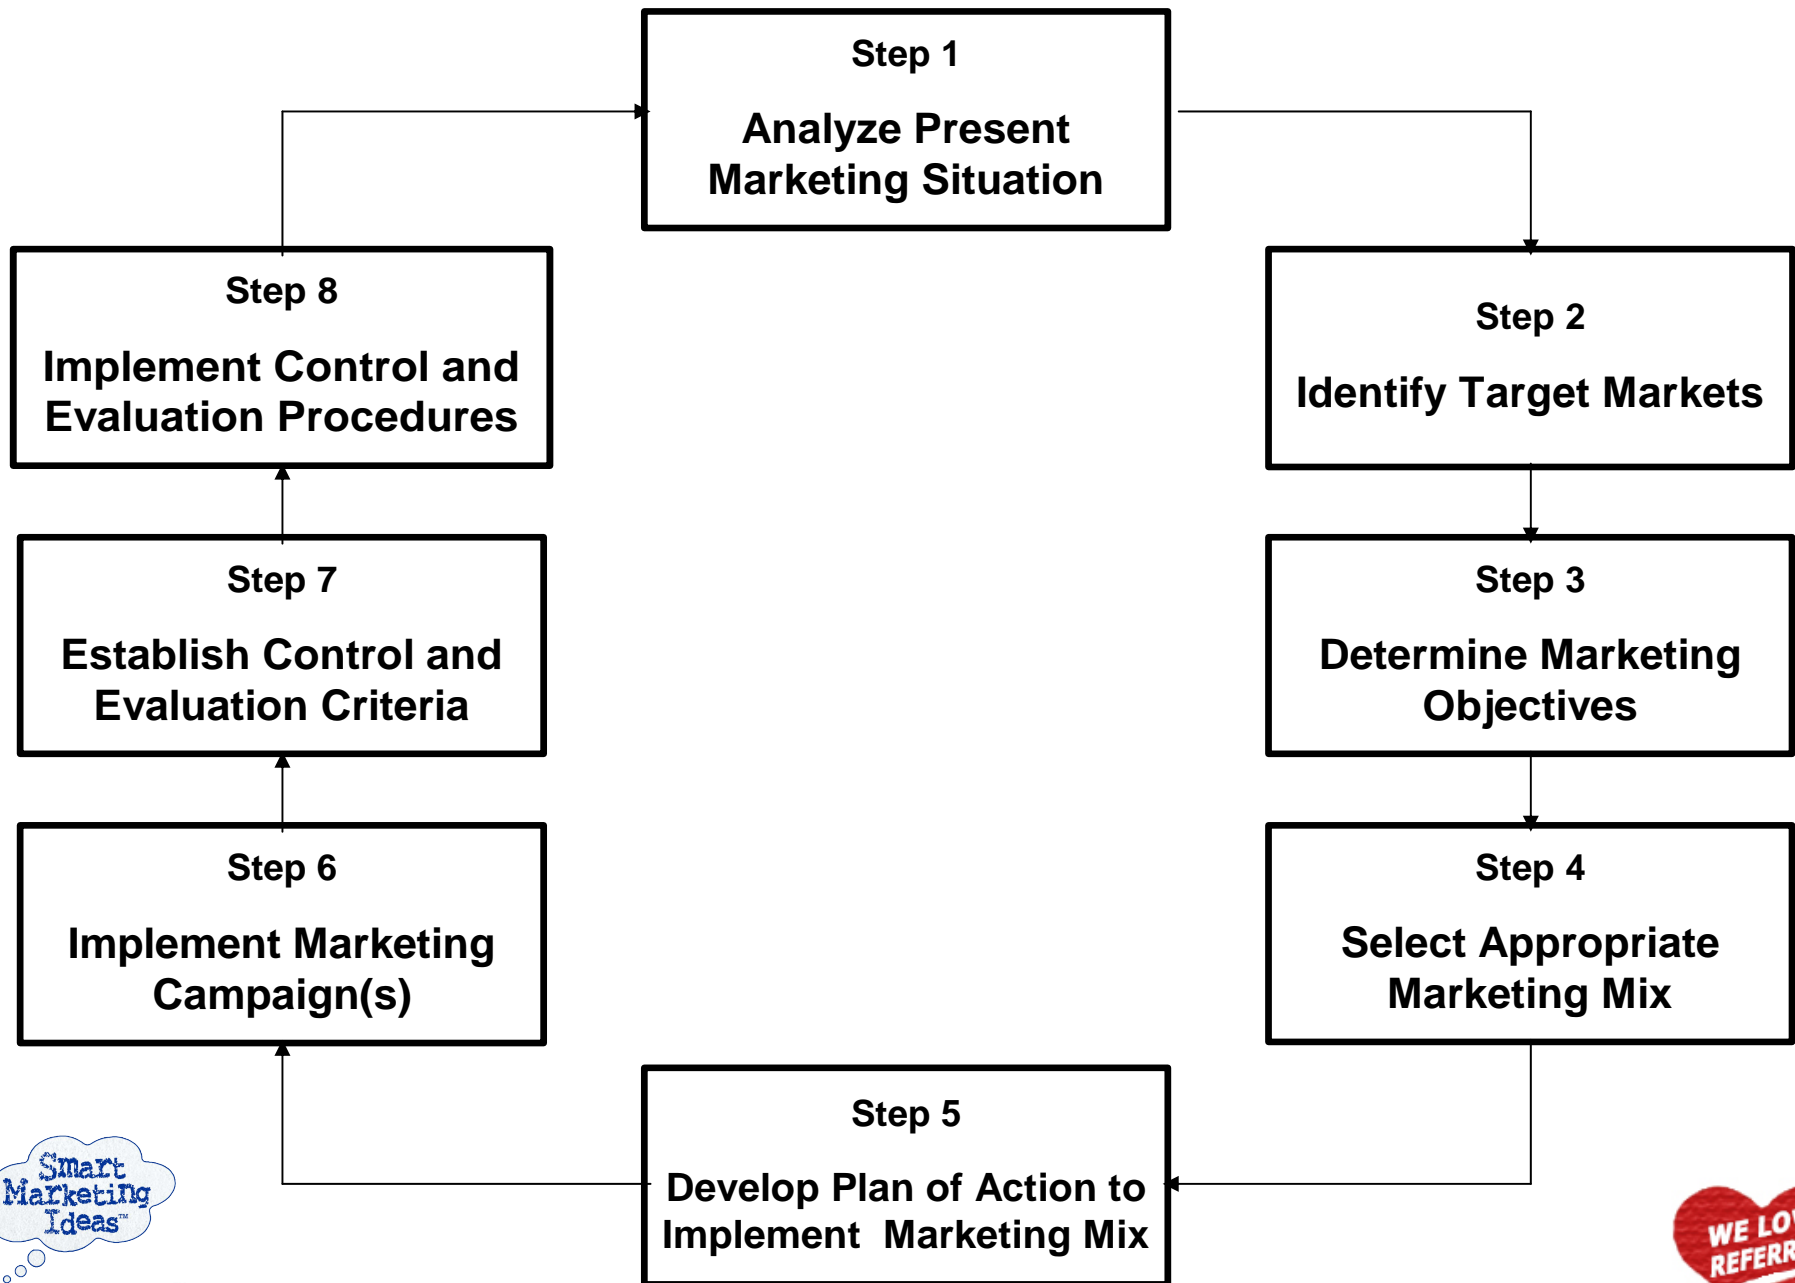 Step 1
Analyze Present
Marketing Situation
Step 2
Identify Target Markets
Step 3
Determine Marketing
Objectives
Step 4
Select Appropriate
Marketing Mix
Step 5
Develop Plan of Action to
Implement Marketing Mix
Step 6
Implement Marketing
Campaign(s)
Step 7
Establish Control and
Evaluation Criteria
Step 8
Implement Control and
Evaluation Procedures
Smart
Marketing
Ideas™
WE